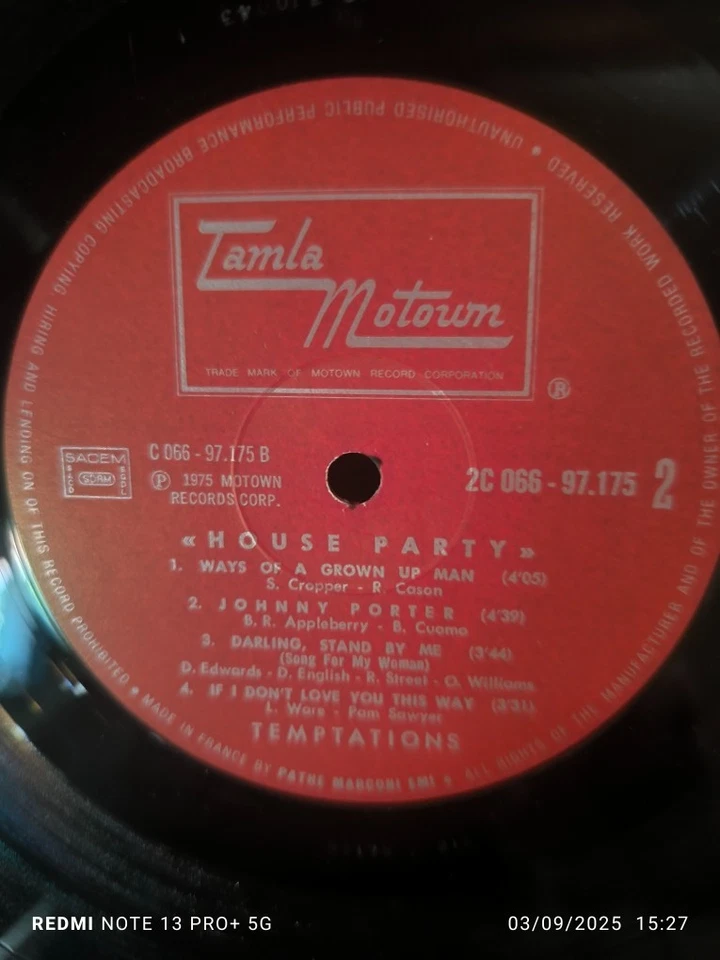 UNAUTHORISED PUBLIC PERFORMANCE BROADCASTING COPYING HIRING AND LENDING ON OF THIS RECORD PROHIBITED • MADE IN FRANCE BY PATHE MARCONI EMI • ALL RIGHTS OF THE MANUFACTURER AND OF THE OWNER OF THE RECORDED WORK RESERVED •
Tamla
Motown
TRADE MARK OF MOTOWN RECORD CORPORATION
®
SACEM
SDRM
SACD
SGDL
C 066 - 97.175 B
℗ 1975 MOTOWN
RECORDS CORP.
2C 066 - 97.175 2
« HOUSE PARTY »
1. WAYS OF A GROWN UP MAN (4'05)
S. Cropper - R. Cason
2. JOHNNY PORTER (4'39)
B. R. Appleberry - B. Cuomo
3. DARLING, STAND BY ME (3'44)
(Song For My Woman)
D. Edwards - D. English - R. Street - O. Williams
4. IF I DON'T LOVE YOU THIS WAY (3'31)
L. Ware - Pam Sawyer
TEMPTATIONS
REDMI NOTE 13 PRO+ 5G
03/09/2025 15:27